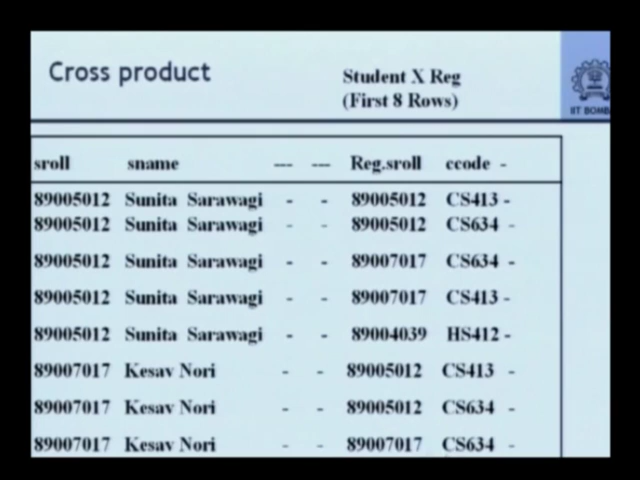 Cross product
Student X Reg
(First 8 Rows)
IIT BOMB
sroll sname --- --- Reg.sroll ccode -
89005012 Sunita Sarawagi - - 89005012 CS413 -
89005012 Sunita Sarawagi - - 89005012 CS634 -
89005012 Sunita Sarawagi - - 89007017 CS634 -
89005012 Sunita Sarawagi - - 89007017 CS413 -
89005012 Sunita Sarawagi - - 89004039 HS412 -
89007017 Kesav Nori - - 89005012 CS413 -
89007017 Kesav Nori - - 89005012 CS634 -
89007017 Kesav Nori - - 89007017 CS634 -